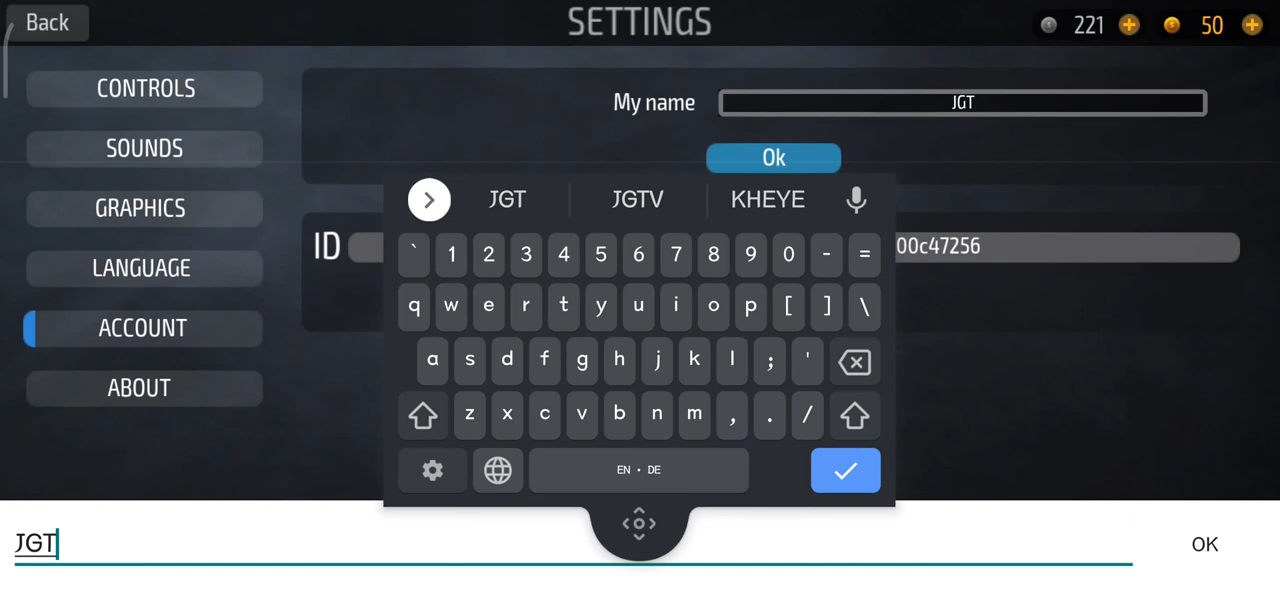 Back
SETTINGS
221
50
CONTROLS
SOUNDS
GRAPHICS
LANGUAGE
ACCOUNT
ABOUT
My name JGT
Ok
ID 00c47256
JGT JGTV KHEYE
` 1 2 3 4 5 6 7 8 9 0 - =
q w e r t y u i o p [ ] \
a s d f g h j k l ; '
z x c v b n m , . /
EN • DE
JGT OK